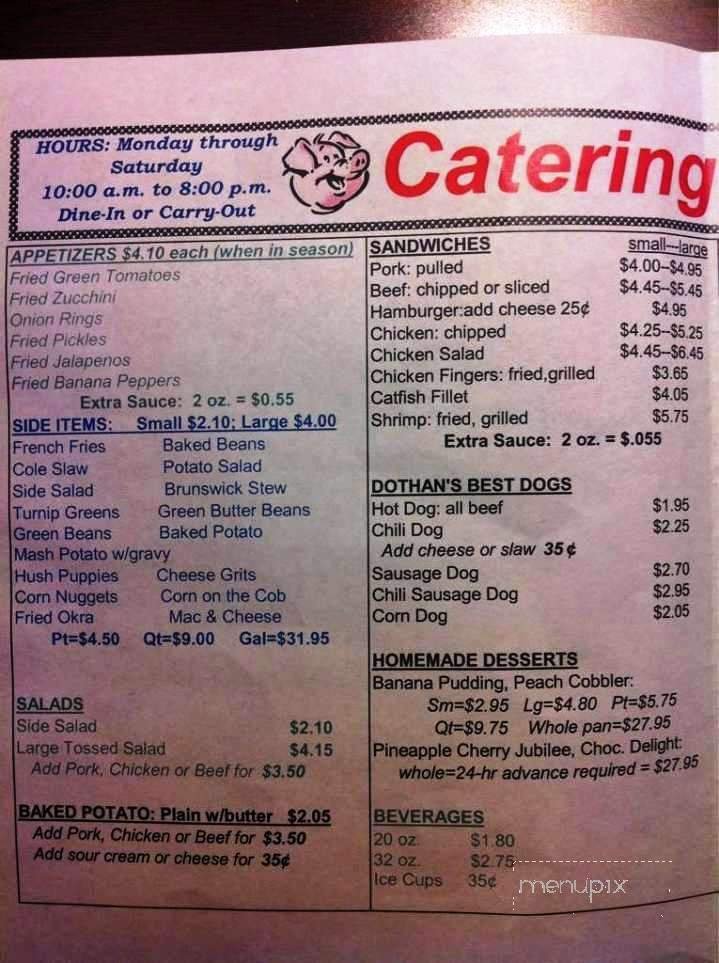 HOURS: Monday through
Saturday
10:00 a.m. to 8:00 p.m.
Dine-In or Carry-Out
Catering
APPETIZERS $4.10 each (when in season)
Fried Green Tomatoes
Fried Zucchini
Onion Rings
Fried Pickles
Fried Jalapenos
Fried Banana Peppers
Extra Sauce: 2 oz. = $0.55
SIDE ITEMS: Small $2.10; Large $4.00
French Fries Baked Beans
Cole Slaw Potato Salad
Side Salad Brunswick Stew
Turnip Greens Green Butter Beans
Green Beans Baked Potato
Mash Potato w/gravy
Hush Puppies Cheese Grits
Corn Nuggets Corn on the Cob
Fried Okra Mac & Cheese
Pt=$4.50 Qt=$9.00 Gal=$31.95
SALADS
Side Salad $2.10
Large Tossed Salad $4.15
Add Pork, Chicken or Beef for $3.50
BAKED POTATO: Plain w/butter $2.05
Add Pork, Chicken or Beef for $3.50
Add sour cream or cheese for 35¢
SANDWICHES small---large
Pork: pulled $4.00--$4.95
Beef: chipped or sliced $4.45--$5.45
Hamburger:add cheese 25¢ $4.95
Chicken: chipped $4.25--$5.25
Chicken Salad $4.45--$6.45
Chicken Fingers: fried,grilled $3.65
Catfish Fillet $4.05
Shrimp: fried, grilled $5.75
Extra Sauce: 2 oz. = $.055
DOTHAN'S BEST DOGS
Hot Dog: all beef $1.95
Chili Dog $2.25
Add cheese or slaw 35¢
Sausage Dog $2.70
Chili Sausage Dog $2.95
Corn Dog $2.05
HOMEMADE DESSERTS
Banana Pudding, Peach Cobbler:
Sm=$2.95 Lg=$4.80 Pt=$5.75
Qt=$9.75 Whole pan=$27.95
Pineapple Cherry Jubilee, Choc. Delight:
whole=24-hr advance required = $27.95
BEVERAGES
20 oz. $1.80
32 oz. $2.75
Ice Cups 35¢
menupix